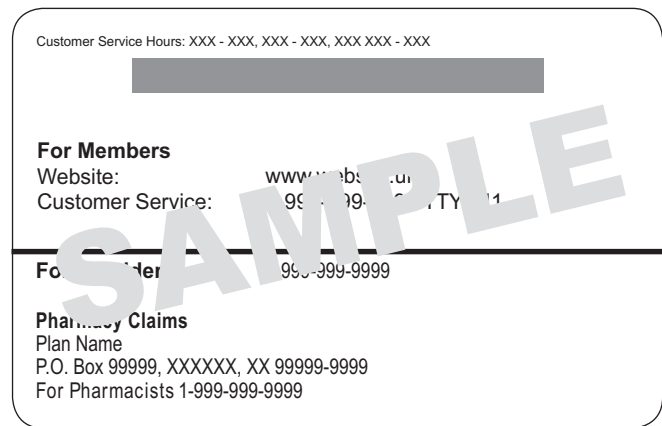 Customer Service Hours: XXX - XXX, XXX - XXX, XXX XXX - XXX
For Members
Website:
Customer Service:
SAMPLE
999-999-9999
Pharmacy Claims
Plan Name
P.O. Box 99999, XXXXXX, XX 99999-9999
For Pharmacists 1-999-999-9999